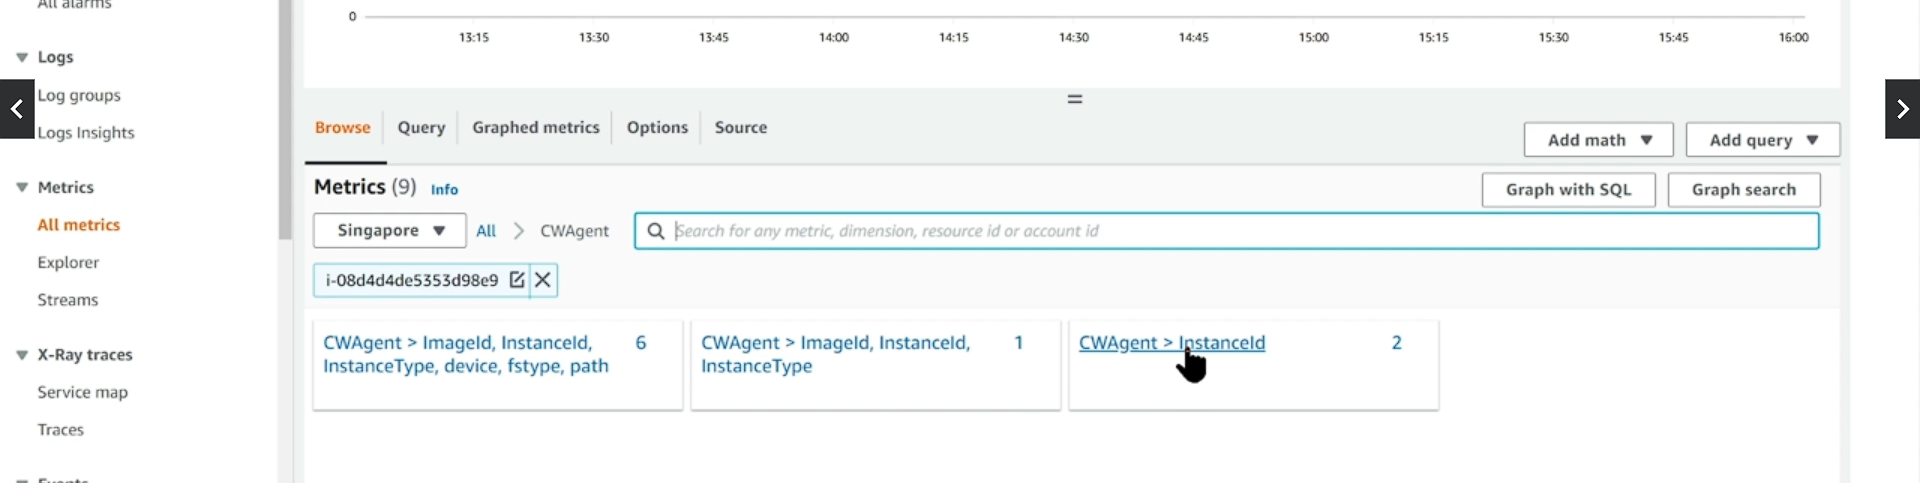 All alarms
Logs
Log groups
Logs Insights
Metrics
All metrics
Explorer
Streams
X-Ray traces
Service map
Traces
Events
0
13:15 13:30 13:45 14:00 14:15 14:30 14:45 15:00 15:15 15:30 15:45 16:00
=
Browse Query Graphed metrics Options Source
Add math Add query
Metrics (9) Info
Graph with SQL Graph search
Singapore All > CWAgent Search for any metric, dimension, resource id or account id
i-08d4d4de5353d98e9
CWAgent > ImageId, InstanceId, 6
InstanceType, device, fstype, path
CWAgent > ImageId, InstanceId, 1
InstanceType
CWAgent > InstanceId 2